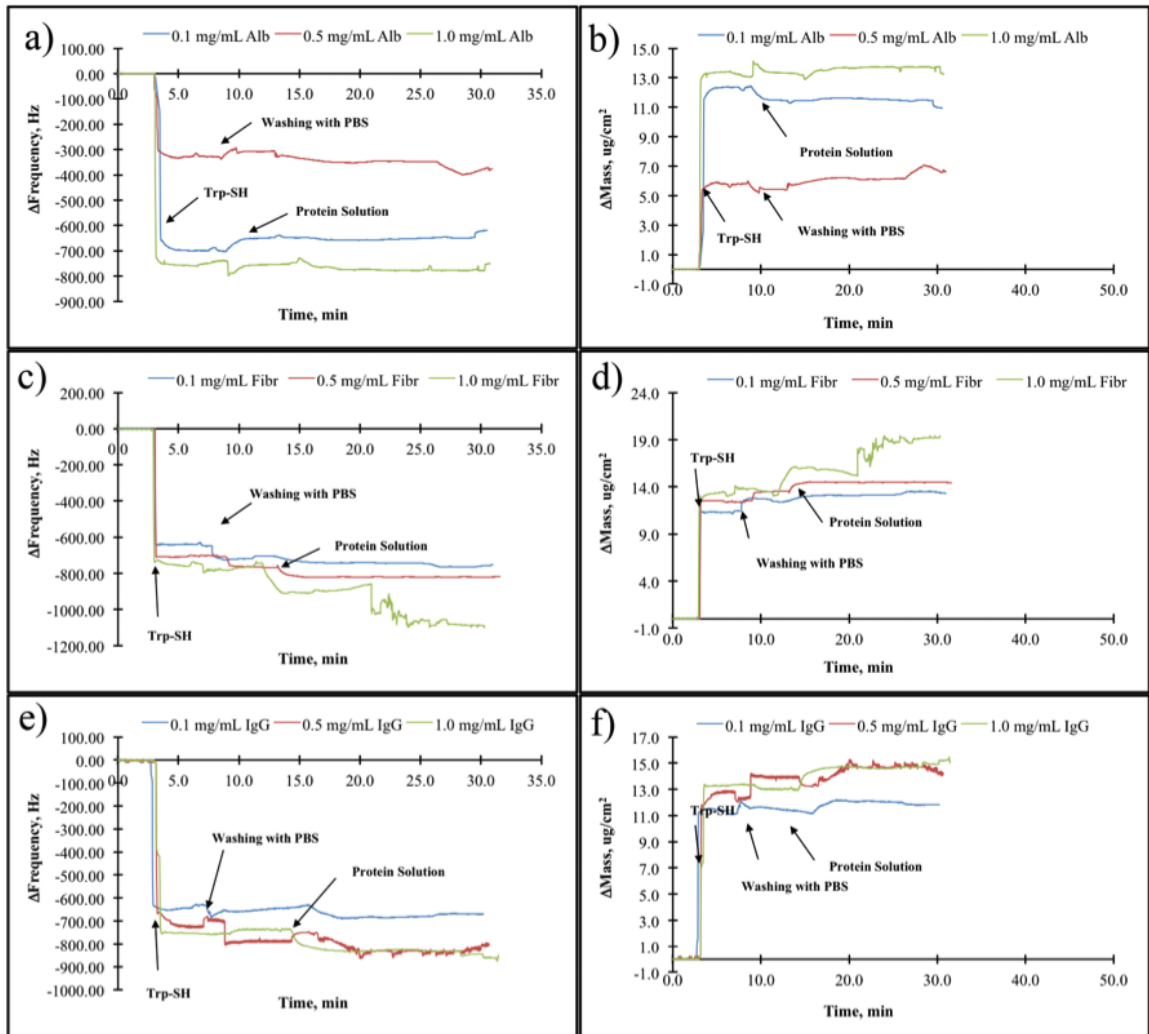 a)
0.1 mg/mL Alb 0.5 mg/mL Alb 1.0 mg/mL Alb
100.00
0.00
-100.00
-200.00
-300.00
-400.00
-500.00
-600.00
-700.00
-800.00
-900.00
0.0 5.0 10.0 15.0 20.0 25.0 30.0 35.0
ΔFrequency, Hz
Washing with PBS
Trp-SH
Protein Solution
Time, min
b)
0.1 mg/mL Alb 0.5 mg/mL Alb 1.0 mg/mL Alb
15.0
13.0
11.0
9.0
7.0
5.0
3.0
1.0
-1.0
0.0 10.0 20.0 30.0 40.0 50.0
ΔMass, ug/cm²
Protein Solution
Trp-SH
Washing with PBS
Time, min
c)
0.1 mg/mL Fibr 0.5 mg/mL Fibr 1.0 mg/mL Fibr
200.00
0.00
-200.00
-400.00
-600.00
-800.00
-1000.00
-1200.00
0.0 5.0 10.0 15.0 20.0 25.0 30.0 35.0
ΔFrequency, Hz
Washing with PBS
Protein Solution
Trp-SH
Time, min
d)
0.1 mg/mL Fibr 0.5 mg/mL Fibr 1.0 mg/mL Fibr
24.0
19.0
14.0
9.0
4.0
-1.0
0.0 10.0 20.0 30.0 40.0 50.0
ΔMass, ug/cm²
Trp-SH
Protein Solution
Washing with PBS
Time, min
e)
0.1 mg/mL IgG 0.5 mg/mL IgG 1.0 mg/mL IgG
100.00
0.00
-100.00
-200.00
-300.00
-400.00
-500.00
-600.00
-700.00
-800.00
-900.00
-1000.00
0.0 5.0 10.0 15.0 20.0 25.0 30.0 35.0
ΔFrequency, Hz
Washing with PBS
Protein Solution
Trp-SH
Time, min
f)
0.1 mg/mL IgG 0.5 mg/mL IgG 1.0 mg/mL IgG
17.0
15.0
13.0
11.0
9.0
7.0
5.0
3.0
1.0
-1.0
0.0 10.0 20.0 30.0 40.0 50.0
ΔMass, ug/cm²
Trp-SH
Protein Solution
Washing with PBS
Time, min